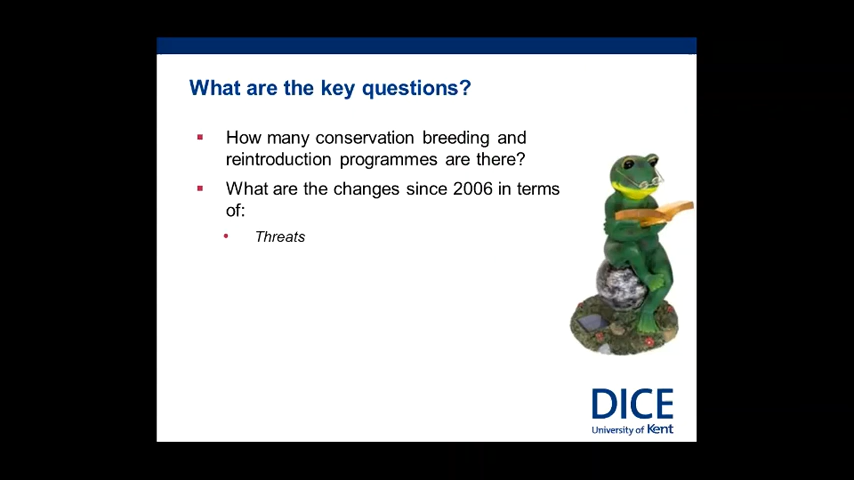 What are the key questions?
How many conservation breeding and
reintroduction programmes are there?
What are the changes since 2006 in terms
of:
Threats
DICE
University of Kent